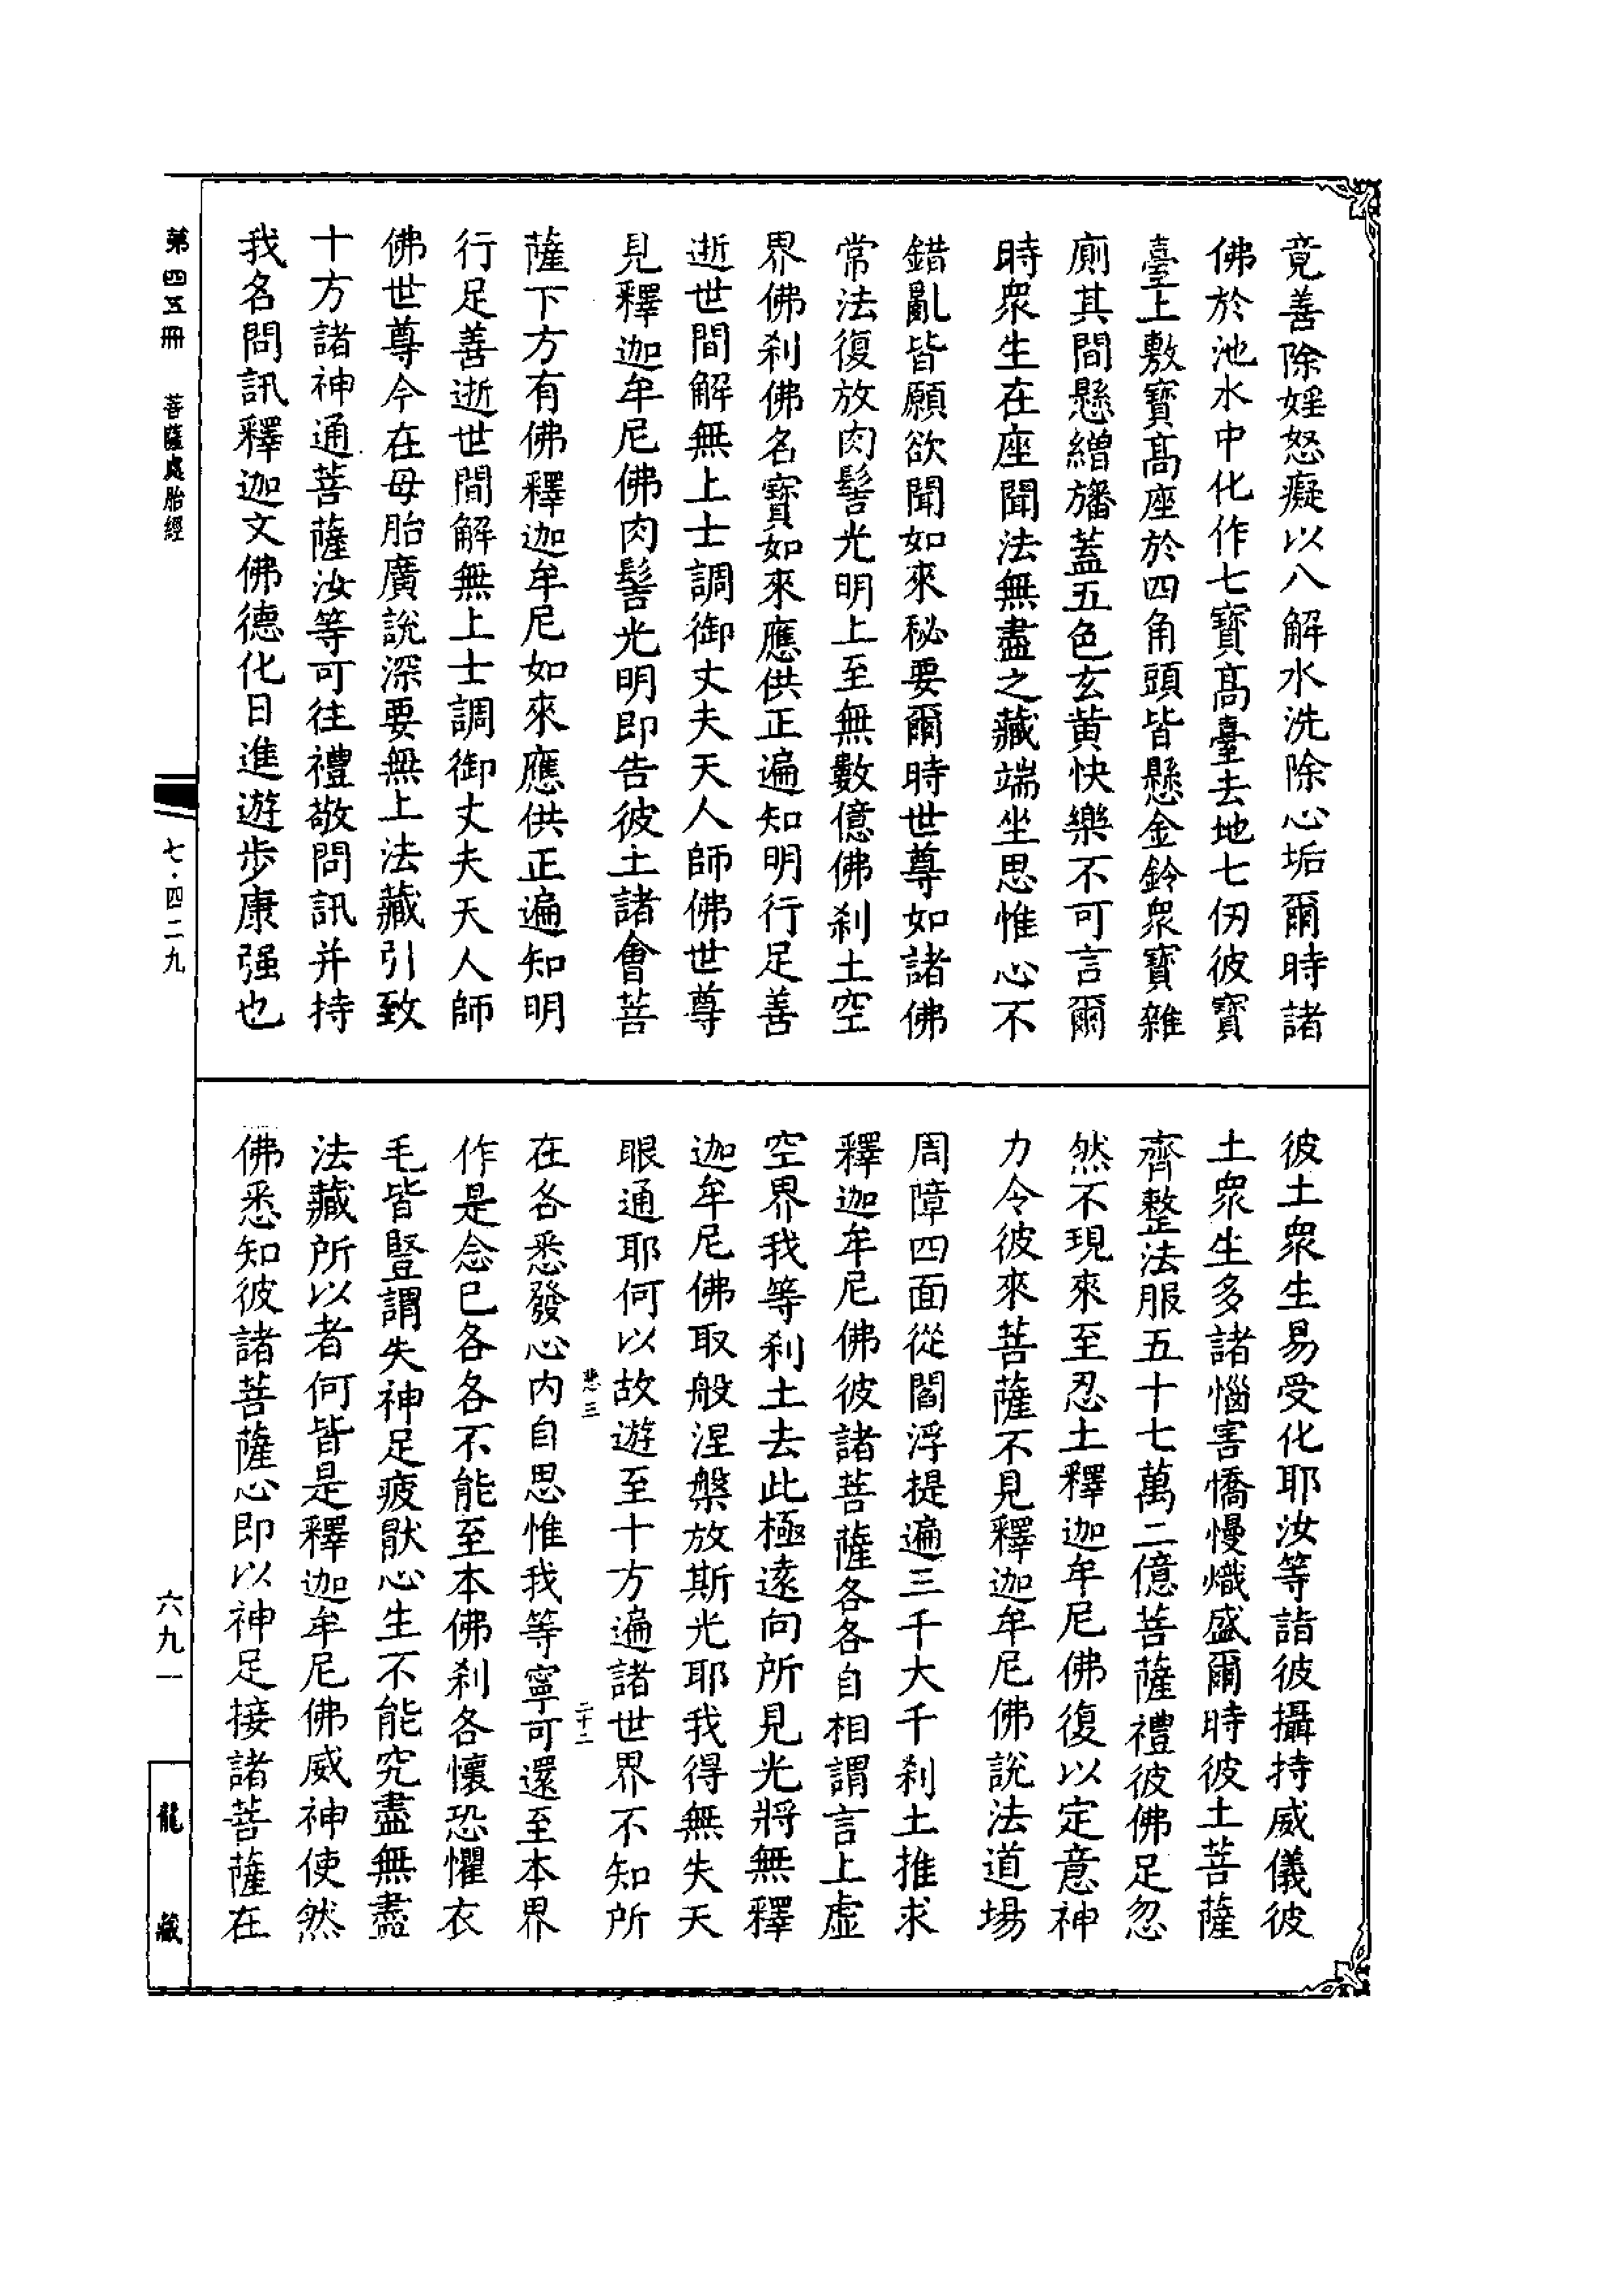 竟善除婬怒癡以八解水洗除心垢爾時諸
佛於池水中化作七寶高臺去地七仞彼寶
臺上敷寶高座於四角頭皆懸金鈴衆寶雜
廁其間懸繒旛蓋五色玄黃快樂不可言爾
時衆生在座聞法無盡之藏端坐思惟心不
錯亂皆願欲聞如來秘要爾時世尊如諸佛
常法復放肉髻光明上至無數億佛刹土空
界佛刹佛名寶如來應供正遍知明行足善
逝世間解無上士調御丈夫天人師佛世尊
見釋迦牟尼佛肉髻光明即告彼土諸會菩
薩下方有佛釋迦牟尼如來應供正遍知明
行足善逝世間解無上士調御丈夫天人師
佛世尊今在母胎廣說深要無上法藏引致
十方諸神通菩薩汝等可往禮敬問訊并持
我名問訊釋迦文佛德化日進遊步康强也
彼土衆生易受化耶汝等詣彼攝持威儀彼
土衆生多諸惱害憍慢熾盛爾時彼土菩薩
齊整法服五十七萬二億菩薩禮彼佛足忽
然不現來至忍土釋迦牟尼佛復以定意神
力令彼來菩薩不見釋迦牟尼佛說法道場
周障四面從閻浮提遍三千大千刹土推求
釋迦牟尼佛彼諸菩薩各各自相謂言上虛
空界我等刹土去此極遠向所見光將無釋
迦牟尼佛取般涅槃放斯光耶我得無失天
眼通耶何以故遊至十方遍諸世界不知所
悲三
二十二
在各悉發心内自思惟我等寧可還至本界
作是念已各各不能至本佛刹各懷恐懼衣
毛皆豎謂失神足疲猒心生不能究盡無盡
法藏所以者何皆是釋迦牟尼佛威神使然
佛悉知彼諸菩薩心即以神足接諸菩薩在
第四五冊
菩薩處胎經
七·四二九
六九一
龍藏